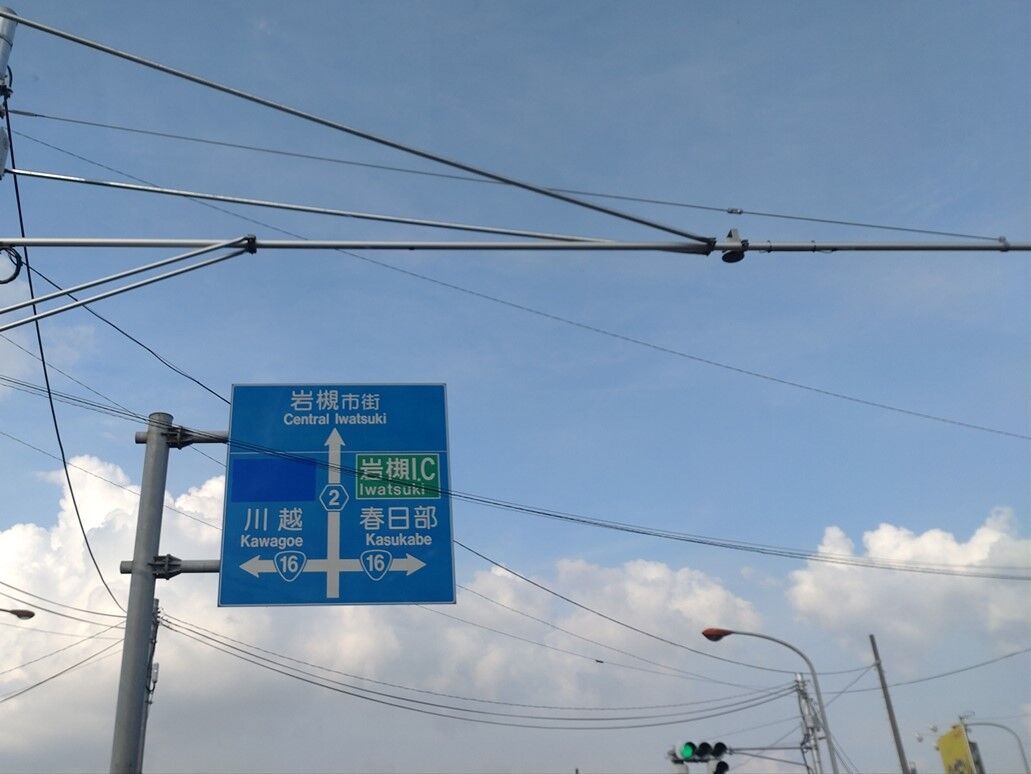 岩槻市街
Central Iwatsuki
岩槻I.C
Iwatsuki
2
川越
Kawagoe
春日部
Kasukabe
16
16